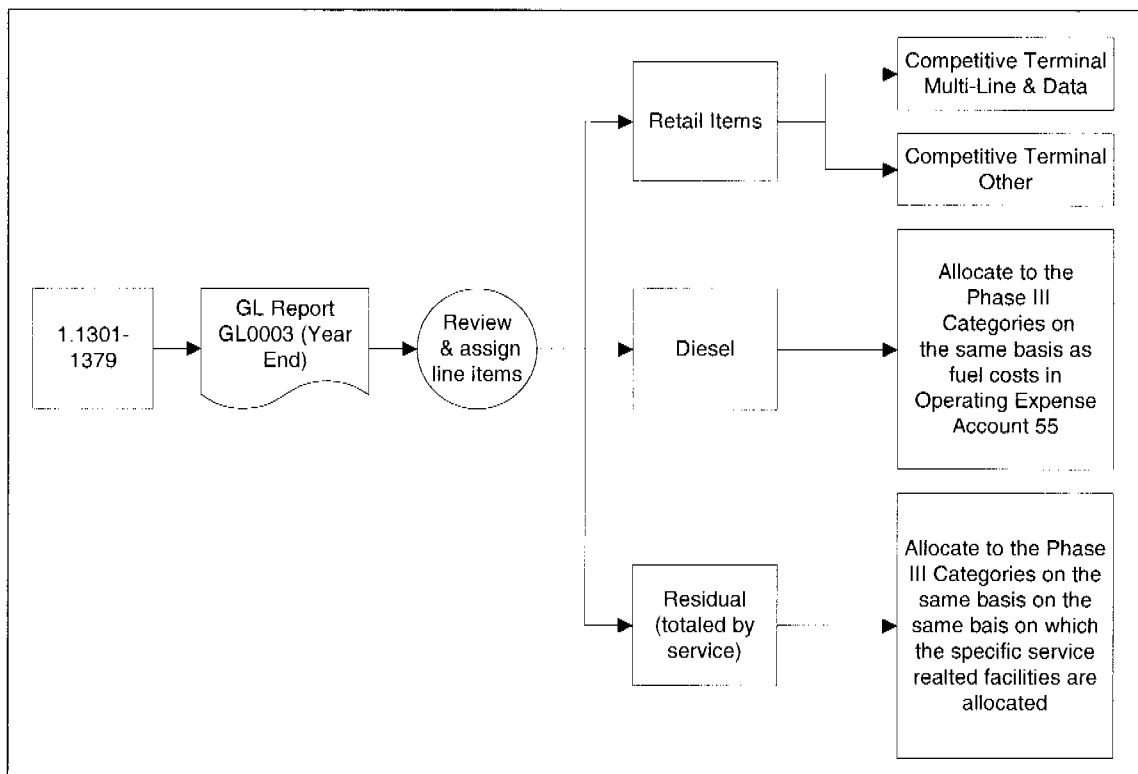 1.1301-
1379
GL Report
GL0003 (Year
End)
Review
& assign
line items
Retail Items
Competitive Terminal
Multi-Line & Data
Competitive Terminal
Other
Diesel
Allocate to the
Phase III
Categories on
the same basis as
fuel costs in
Operating Expense
Account 55
Residual
(totaled by
service)
Allocate to the Phase
III Categories on the
same basis on the
same bais on which
the specific service
realted facilities are
allocated